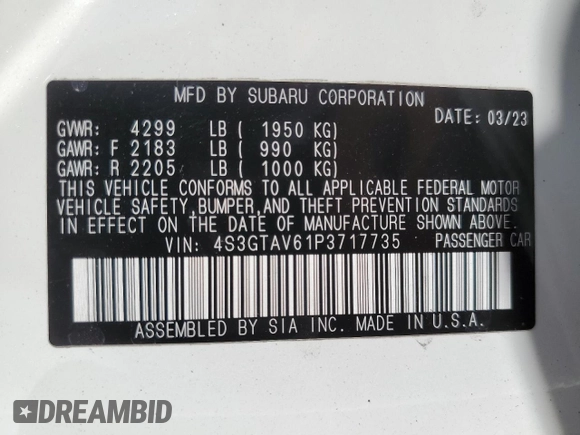 MFD BY SUBARU CORPORATION
DATE: 03/23
GVWR: 4299 LB ( 1950 KG)
GAWR: F 2183 LB ( 990 KG)
GAWR: R 2205 LB ( 1000 KG)
THIS VEHICLE CONFORMS TO ALL APPLICABLE FEDERAL MOTOR
VEHICLE SAFETY,BUMPER,AND THEFT PREVENTION STANDARDS
IN EFFECT ON THE DATE OF MANUFACTURE SHOWN ABOVE.
VIN: 4S3GTAV61P3717735 PASSENGER CAR
ASSEMBLED BY SIA INC. MADE IN U.S.A.
DREAMBID